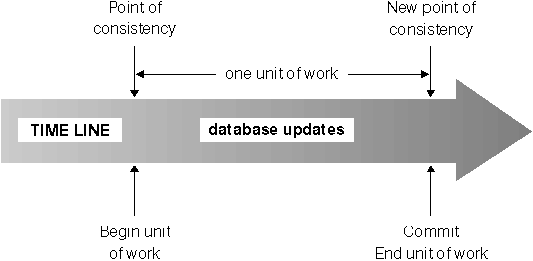 Point of
consistency
New point of
consistency
one unit of work
TIME LINE
database updates
Begin unit
of work
Commit
End unit of work